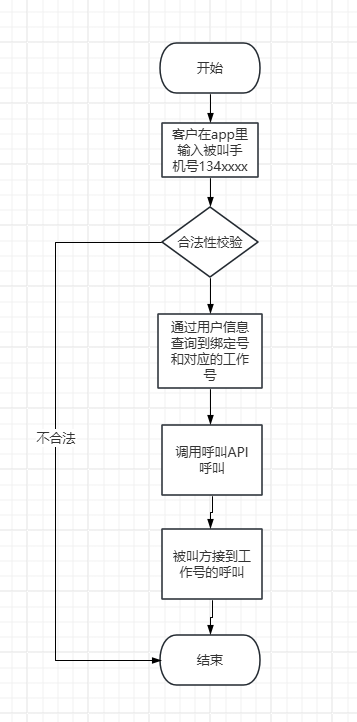 开始
客户在app里
输入被叫手
机号134xxxx
合法性校验
通过用户信息
查询到绑定号
和对应的工作
号
不合法
调用呼叫API
呼叫
被叫方接到工
作号的呼叫
结束